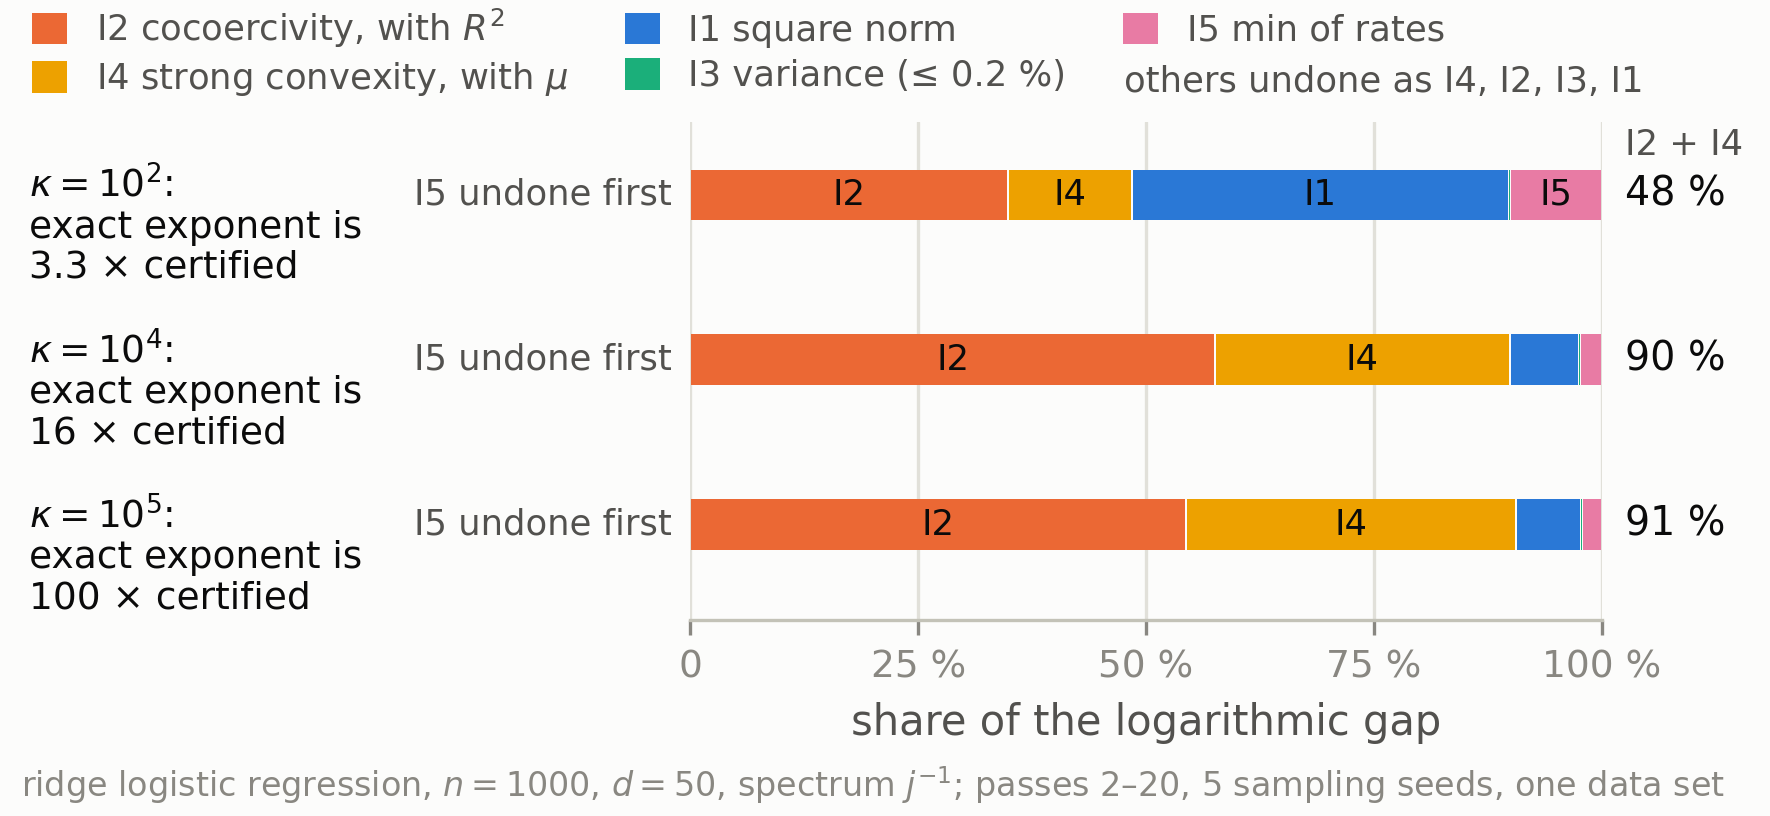 I2 cocoercivity, with R²
I1 square norm
I5 min of rates
I4 strong convexity, with μ
I3 variance (≤ 0.2 %)
others undone as I4, I2, I3, I1
I2 + I4
κ = 10²:
exact exponent is
3.3 × certified
I5 undone first
I2
I4
I1
I5
48 %
κ = 10⁴:
exact exponent is
16 × certified
I5 undone first
I2
I4
90 %
κ = 10⁵:
exact exponent is
100 × certified
I5 undone first
I2
I4
91 %
0
25 %
50 %
75 %
100 %
share of the logarithmic gap
ridge logistic regression, n = 1000, d = 50, spectrum j⁻¹; passes 2–20, 5 sampling seeds, one data set